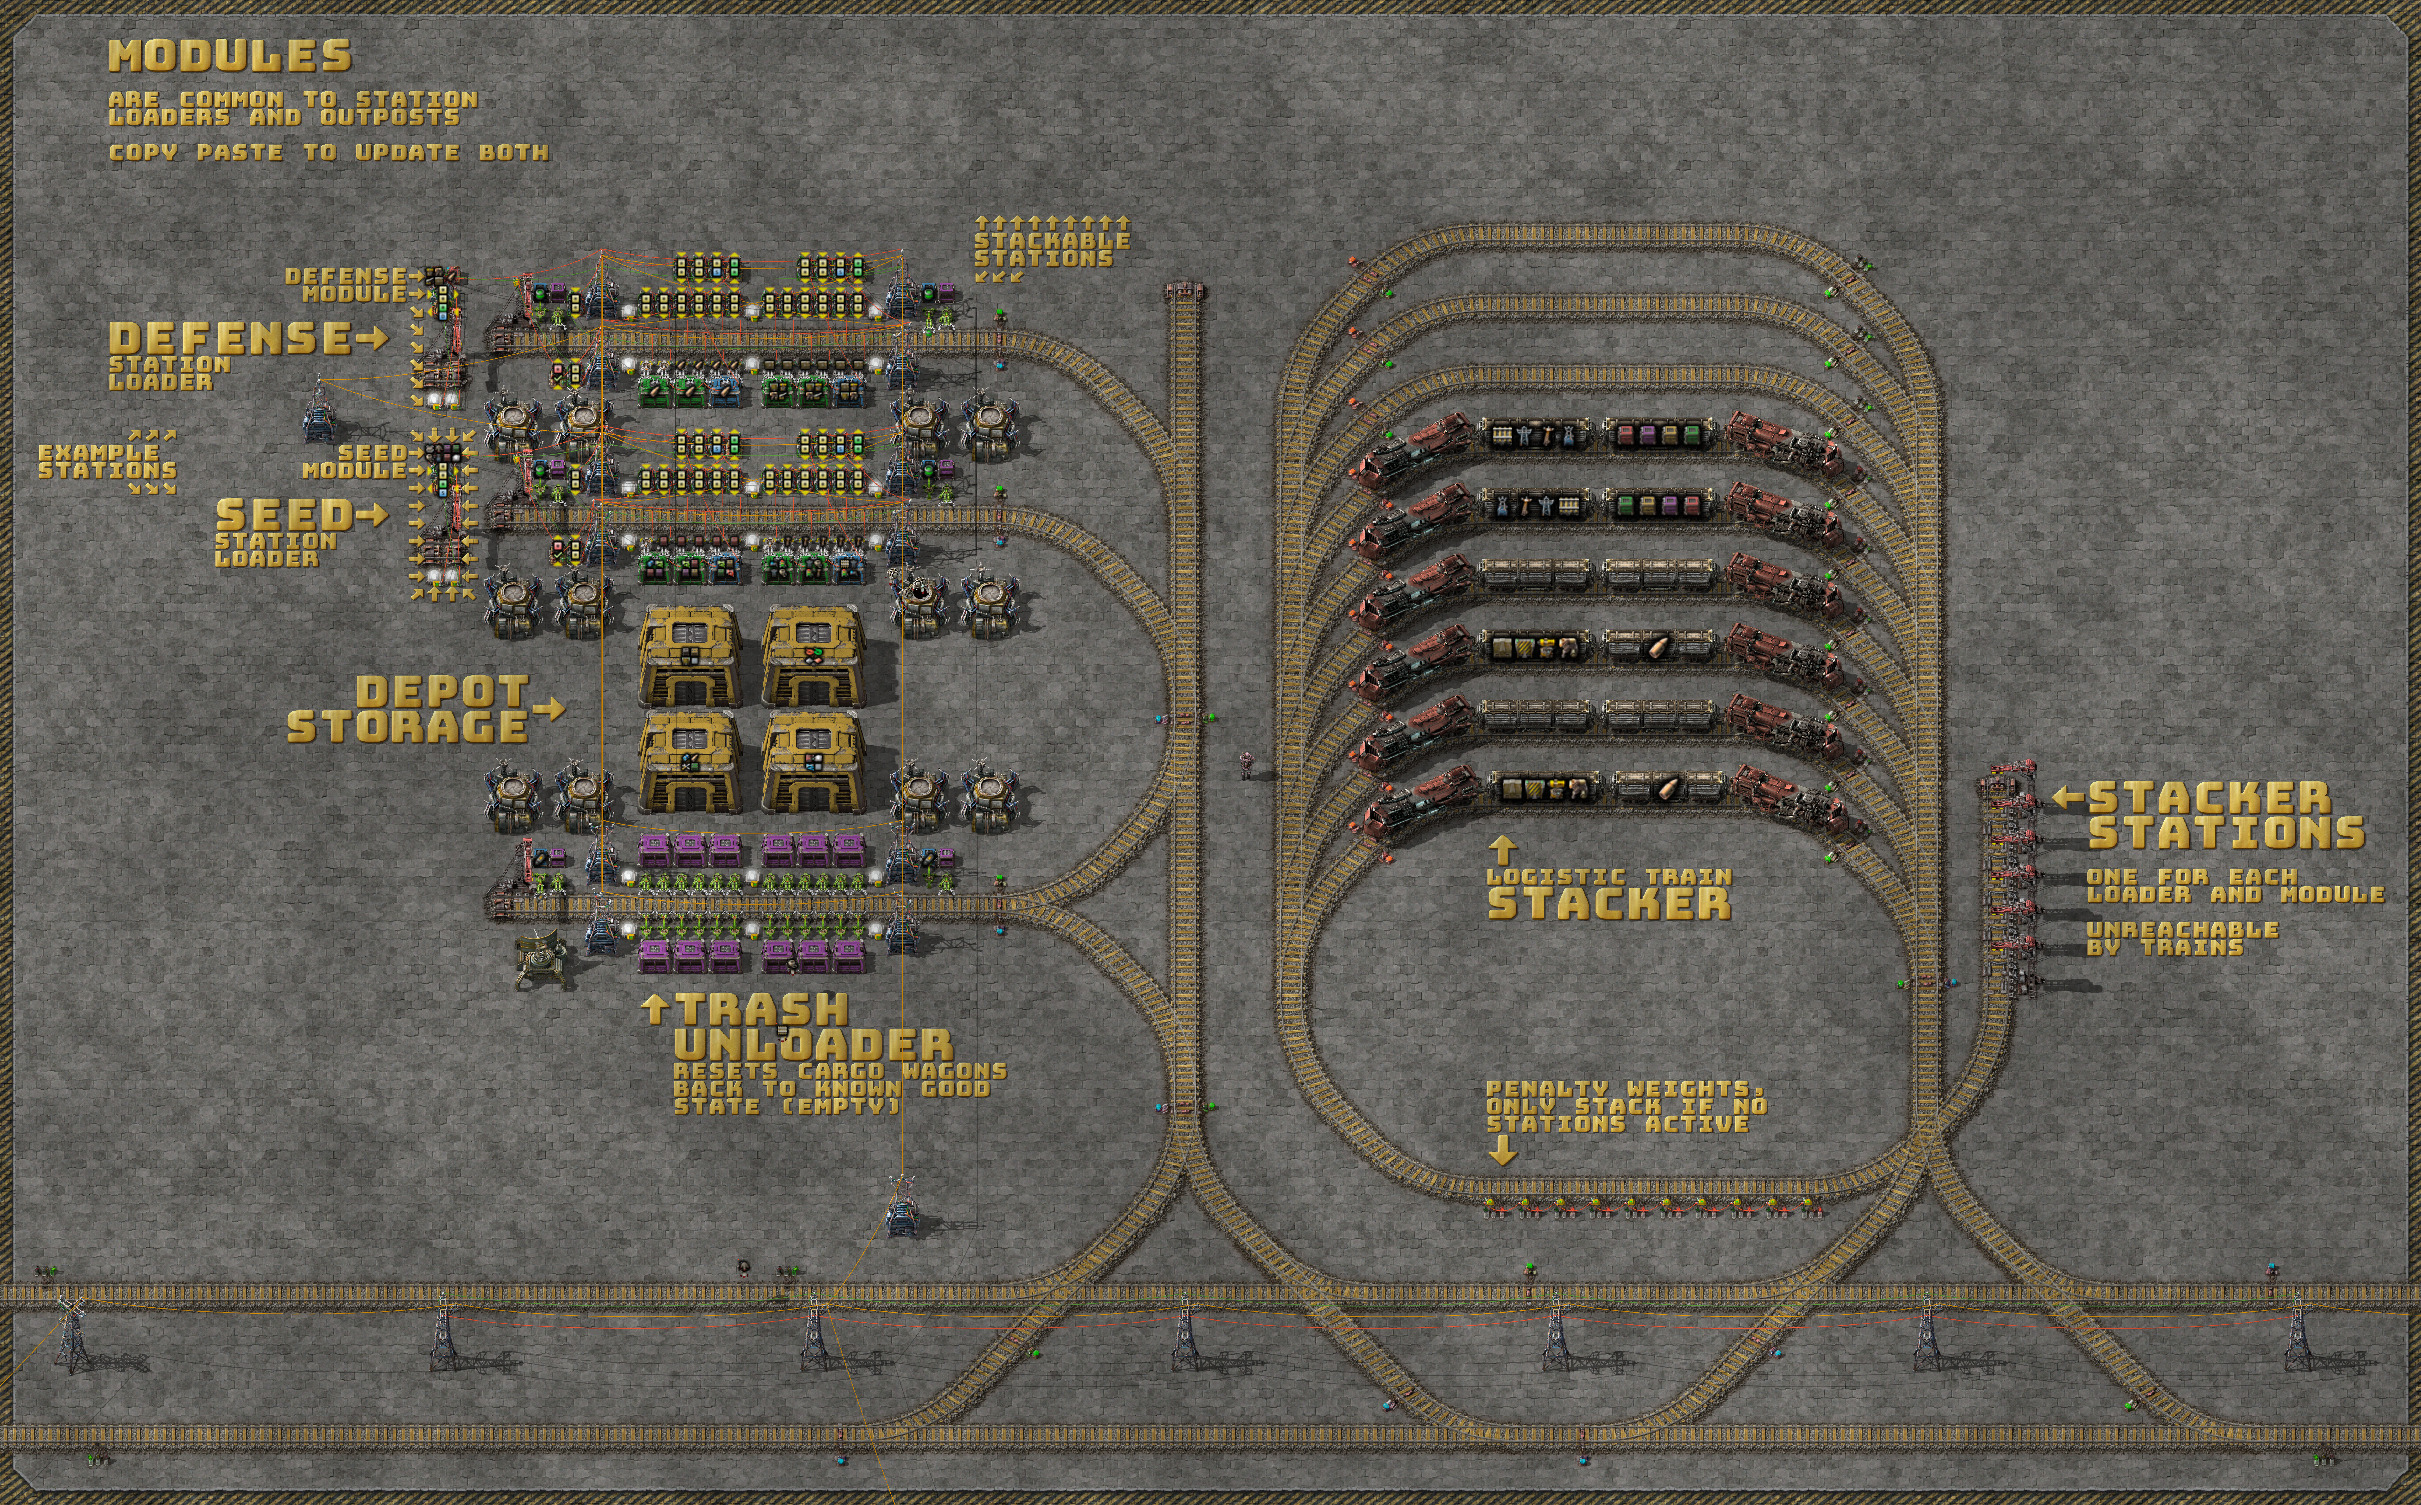 MODULES
ARE COMMON TO STATION
LOADERS AND OUTPOSTS
COPY PASTE TO UPDATE BOTH
STACKABLE
STATIONS
DEFENSE
MODULE
DEFENSE
STATION
LOADER
EXAMPLE
STATIONS
SEED
MODULE
SEED
STATION
LOADER
DEPOT
STORAGE
TRASH
UNLOADER
RESETS CARGO WAGONS
BACK TO KNOWN GOOD
STATE (EMPTY)
LOGISTIC TRAIN
STACKER
PENALTY WEIGHTS,
ONLY STACK IF NO
STATIONS ACTIVE
STACKER
STATIONS
ONE FOR EACH
LOADER AND MODULE
UNREACHABLE
BY TRAINS